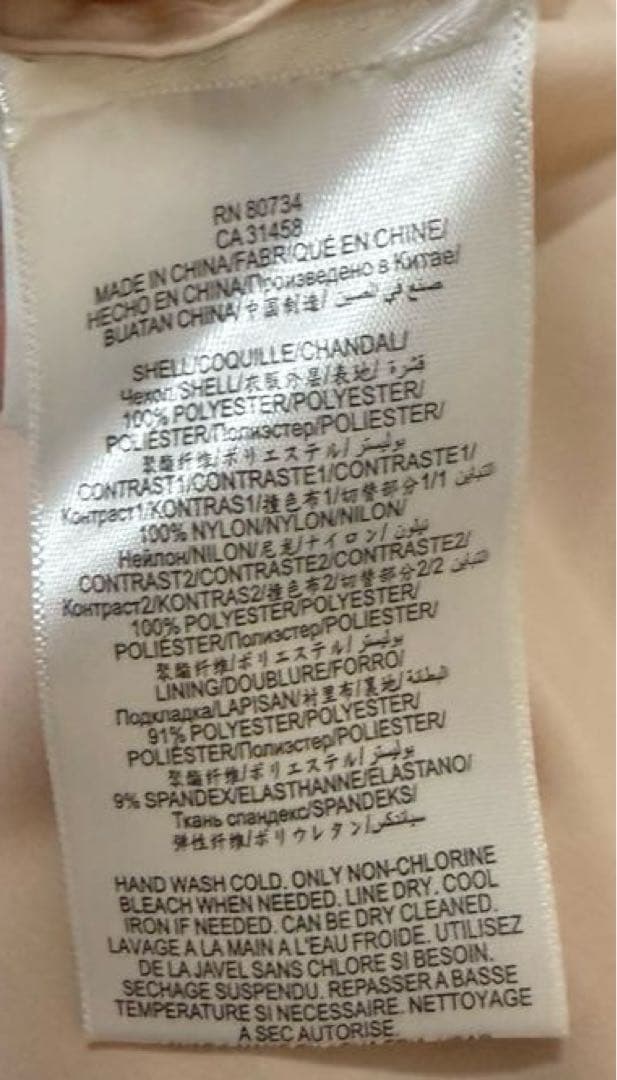 RN 80734
CA 31458
MADE IN CHINA/FABRIQUÉ EN CHINE/
HECHO EN CHINA/Произведено в Китае/
BUATAN CHINA/中国制造/ صنع في الصين
SHELL/COQUILLE/CHANDAL/
Чехол/SHELL/衣服外层/表地/ قشرة
100% POLYESTER/POLYESTER/
POLIÉSTER/Полиэстер/POLIESTER/
聚酯纤维/ポリエステル/ بوليستر
CONTRAST1/CONTRASTE1/CONTRASTE1/
Контраст1/KONTRAS1/撞色布1/切替部分1/1 التباين
100% NYLON/NYLON/NILON/
Нейлон/NILON/尼龙/ナイロン/ نيلون
CONTRAST2/CONTRASTE2/CONTRASTE2/
Контраст2/KONTRAS2/撞色布2/切替部分2/2 التباين
100% POLYESTER/POLYESTER/
POLIÉSTER/Полиэстер/POLIESTER/
聚酯纤维/ポリエステル/ بوليستر
LINING/DOUBLURE/FORRO/
Подкладка/LAPISAN/衬里布/裏地/ البطانة
91% POLYESTER/POLYESTER/
POLIÉSTER/Полиэстер/POLIESTER/
聚酯纤维/ポリエステル/ بوليستر
9% SPANDEX/ELASTHANNE/ELASTANO/
Ткань спандекс/SPANDEKS/
弹性纤维/ポリウレタン/ سباندكس
HAND WASH COLD. ONLY NON-CHLORINE
BLEACH WHEN NEEDED. LINE DRY. COOL
IRON IF NEEDED. CAN BE DRY CLEANED.
LAVAGE A LA MAIN A L'EAU FROIDE. UTILISEZ
DE LA JAVEL SANS CHLORE SI BESOIN.
SECHAGE SUSPENDU. REPASSER A BASSE
TEMPERATURE SI NECESSAIRE. NETTOYAGE
A SEC AUTORISE.